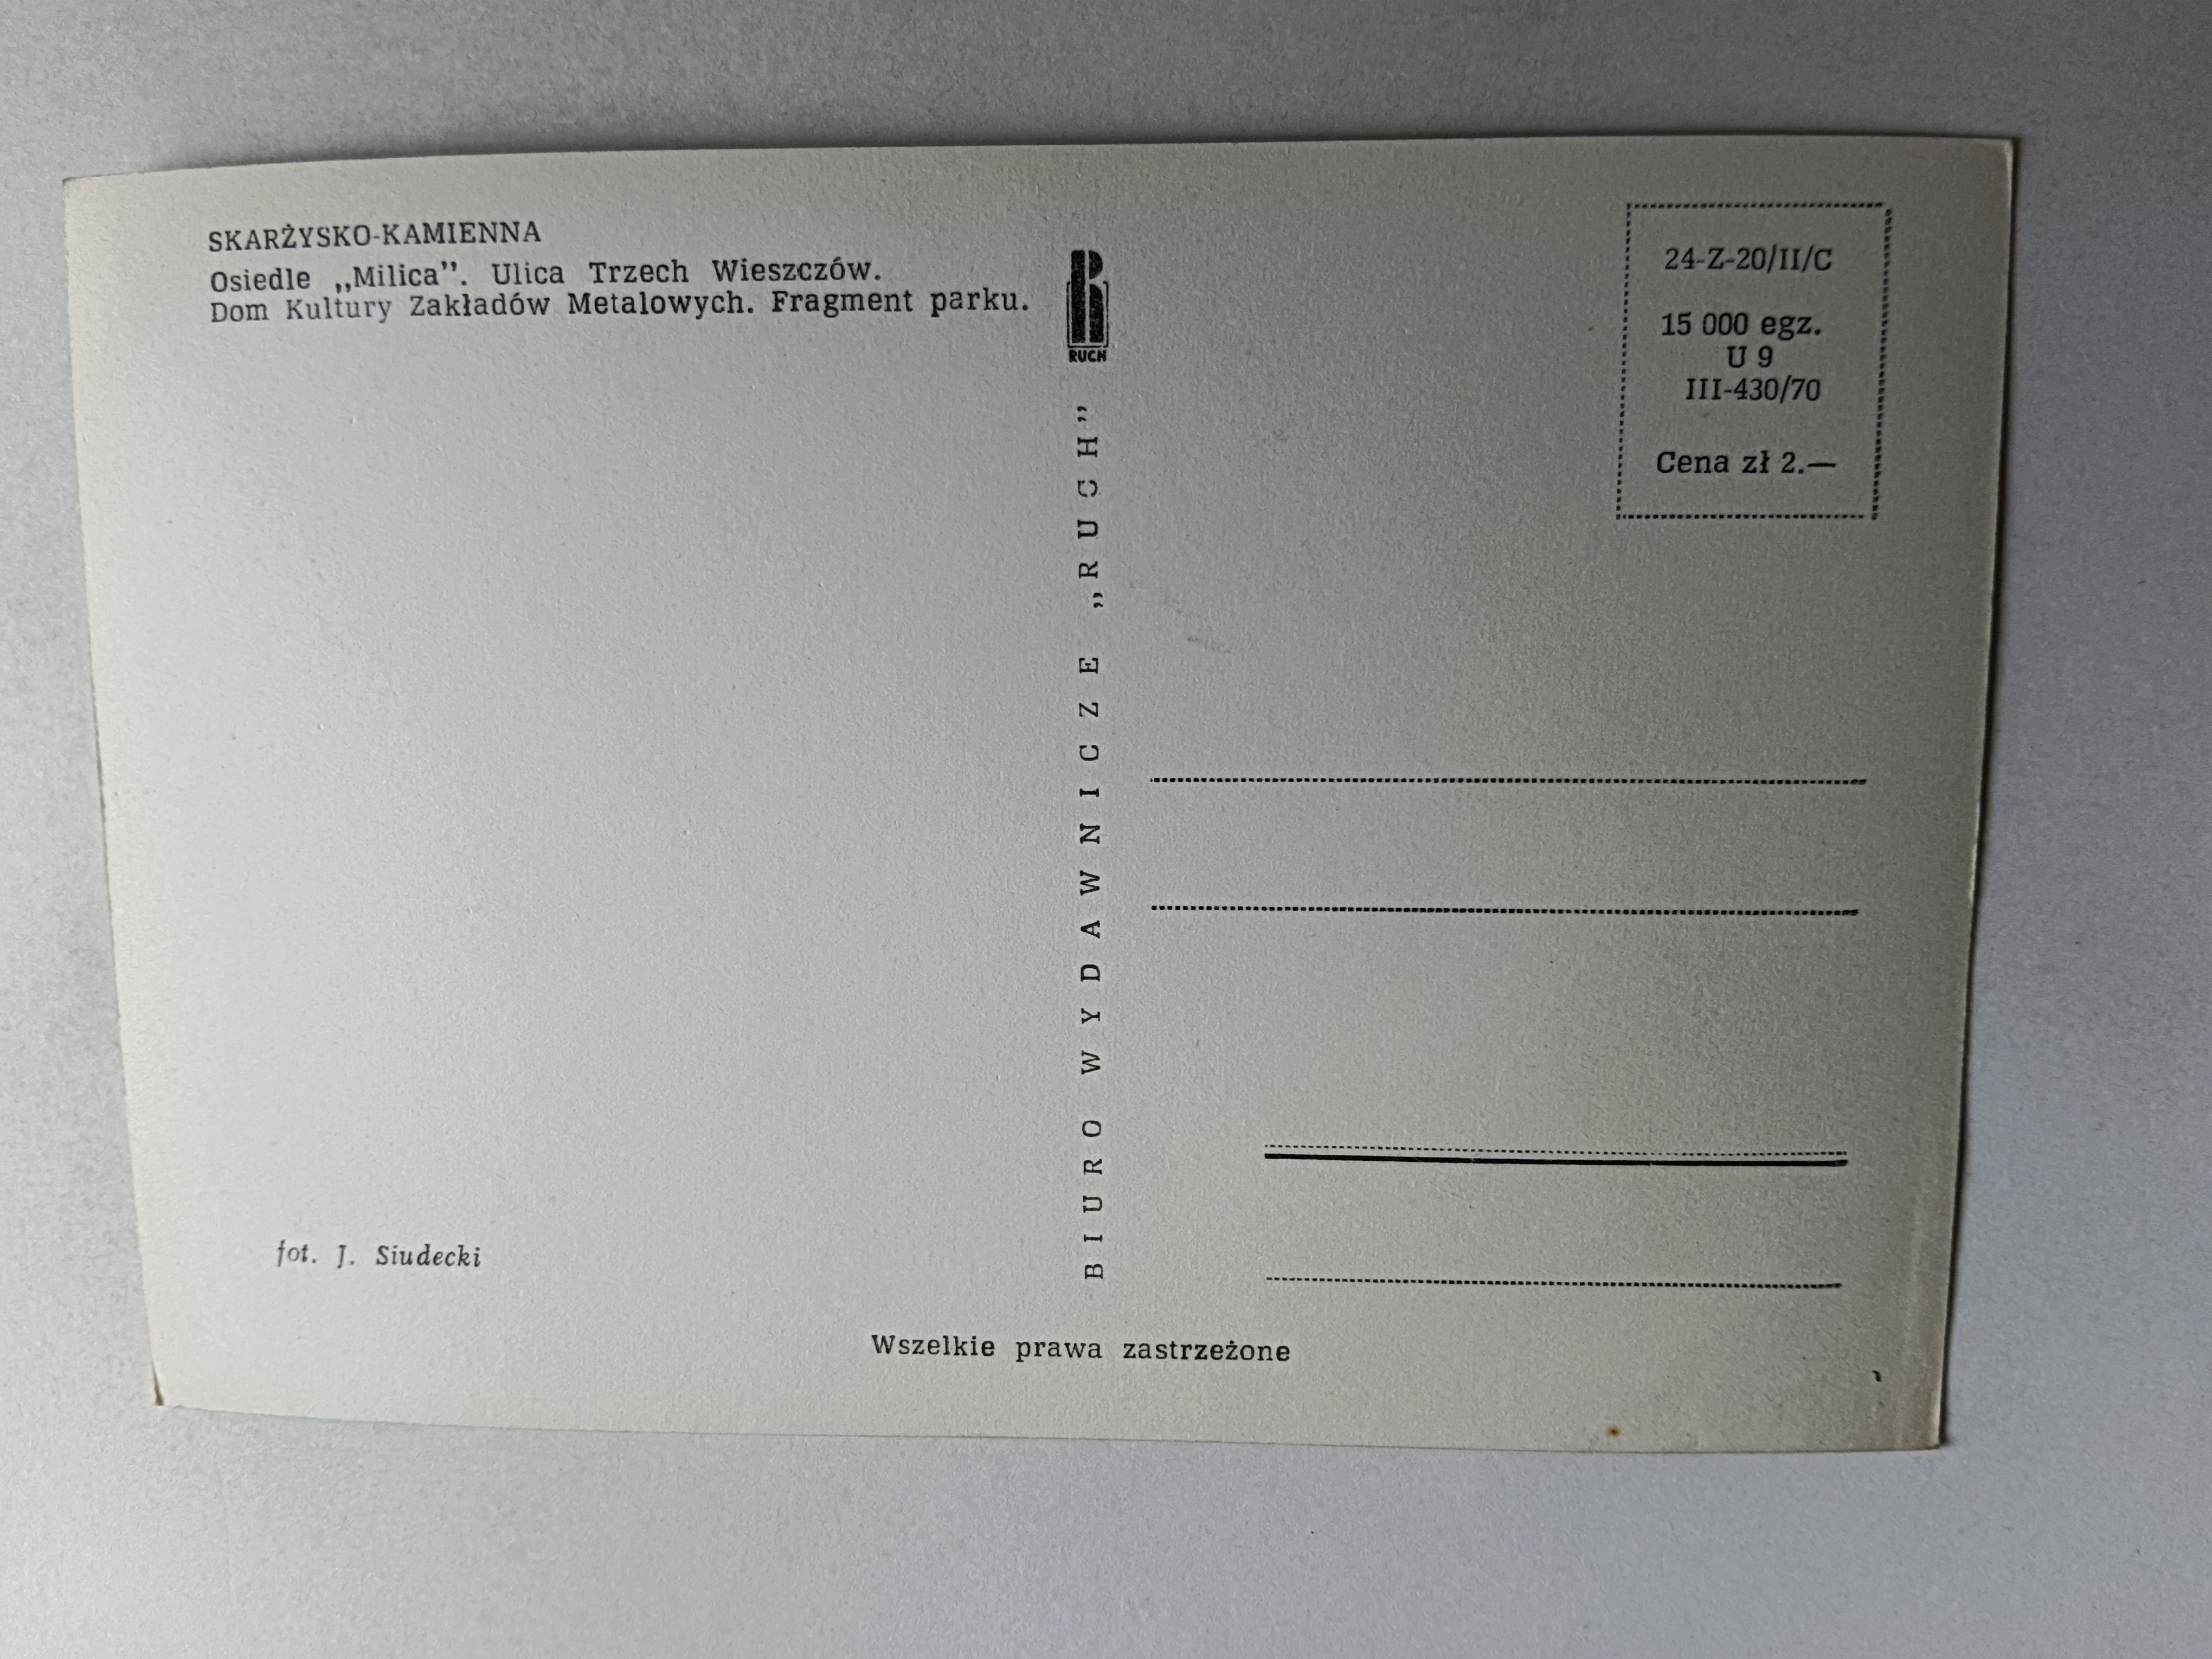 SKARŻYSKO-KAMIENNA
Osiedle „Milica”. Ulica Trzech Wieszczów.
Dom Kultury Zakładów Metalowych. Fragment parku.
fot. J. Siudecki
RUCH
BIURO WYDAWNICZE „RUCH”
24-Z-20/II/C
15 000 egz.
U 9
III-430/70
Cena zł 2.—
Wszelkie prawa zastrzeżone